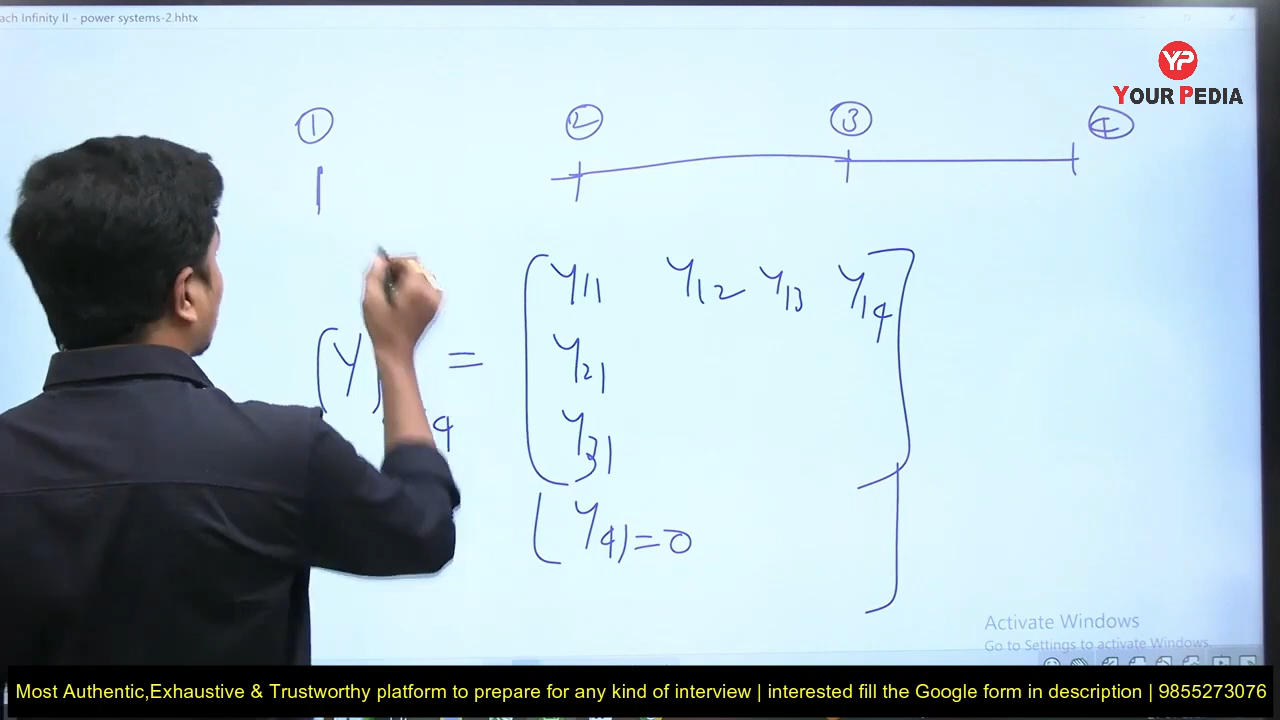 ach Infinity II - power systems-2.hhtx
YP
YOUR PEDIA
1 2 3 4
[Y] 4 = [ Y11 Y12 Y13 Y14
Y21
Y31
Y41=0 ]
Activate Windows
Go to Settings to activate Windows.
Most Authentic,Exhaustive & Trustworthy platform to prepare for any kind of interview | interested fill the Google form in description | 9855273076